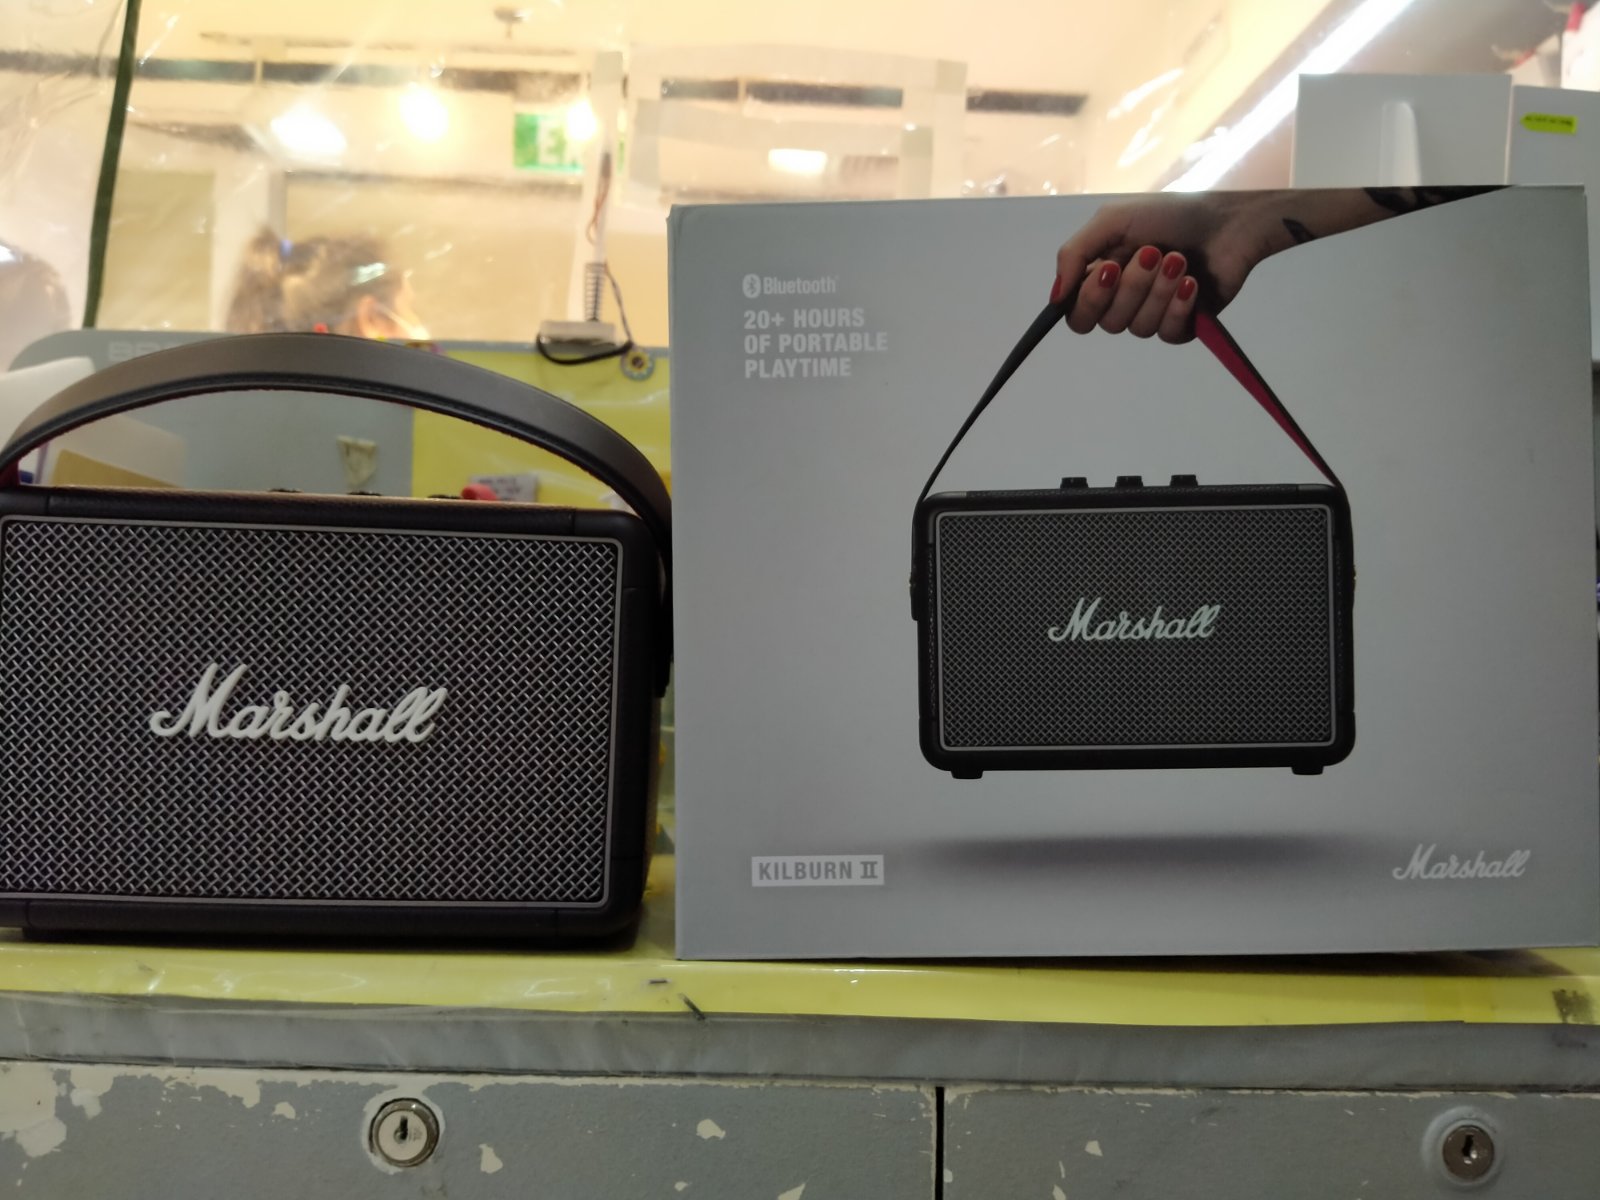 Bluetooth
20+ HOURS
OF PORTABLE
PLAYTIME
Marshall
Marshall
KILBURN II
Marshall